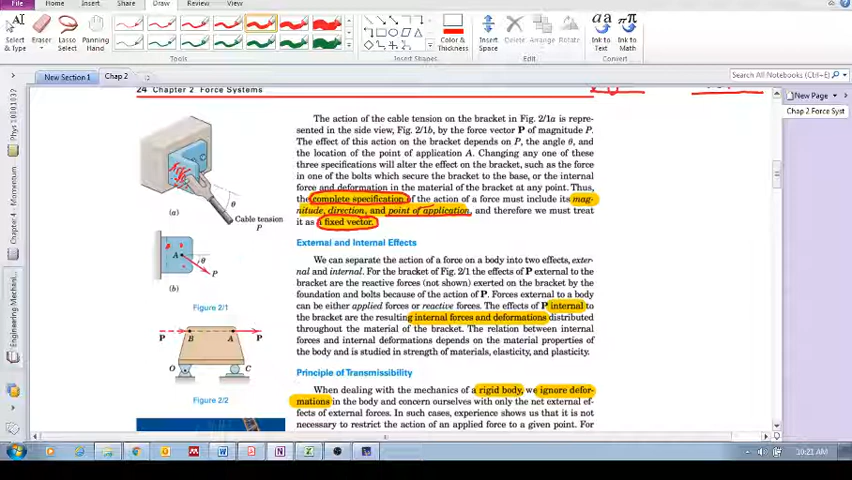 File
Home
Insert
Share
Draw
View
Select & Type
Eraser
Lasso Select
Panning Hand
Color & Thickness
Insert Space
Delete
Arrange
Rotate
Ink to Text
Ink to Math
Tools
Insert Shapes
Edit
Convert
New Section 1
Chap 2
Search All Notebooks (Ctrl+E)
New Page
Chap 2 Force Syst
Phys 1001,1037
Chapter 4 - Momentum
Engineering Mechani
24 Chapter 2 Force Systems
The action of the cable tension on the bracket in Fig. 2/1a is repre-
sented in the side view, Fig. 2/1b, by the force vector P of magnitude P.
The effect of this action on the bracket depends on P, the angle θ, and
the location of the point of application A. Changing any one of these
three specifications will alter the effect on the bracket, such as the force
in one of the bolts which secure the bracket to the base, or the internal
force and deformation in the material of the bracket at any point. Thus,
the complete specification of the action of a force must include its mag-
nitude, direction, and point of application, and therefore we must treat
it as a fixed vector.
θ
(a)
Cable tension
P
A
θ
P
(b)
Figure 2/1
External and Internal Effects
We can separate the action of a force on a body into two effects, exter-
nal and internal. For the bracket of Fig. 2/1 the effects of P external to the
bracket are the reactive forces (not shown) exerted on the bracket by the
foundation and bolts because of the action of P. Forces external to a body
can be either applied forces or reactive forces. The effects of P internal to
the bracket are the resulting internal forces and deformations distributed
throughout the material of the bracket. The relation between internal
forces and internal deformations depends on the material properties of
the body and is studied in strength of materials, elasticity, and plasticity.
P
B
A
P
O
C
Figure 2/2
Principle of Transmissibility
When dealing with the mechanics of a rigid body, we ignore defor-
mations in the body and concern ourselves with only the net external ef-
fects of external forces. In such cases, experience shows us that it is not
necessary to restrict the action of an applied force to a given point. For
10:21 AM